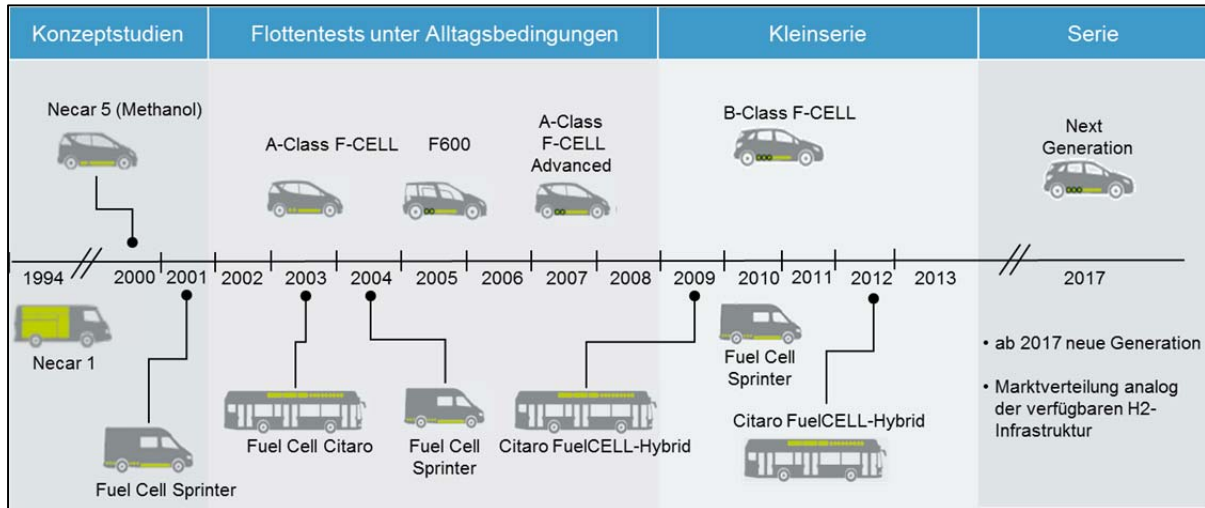 Konzeptstudien
Flottentests unter Alltagsbedingungen
Kleinserie
Serie
Necar 5 (Methanol)
A-Class F-CELL
F600
A-Class
F-CELL
Advanced
B-Class F-CELL
Next
Generation
1994
2000
2001
2002
2003
2004
2005
2006
2007
2008
2009
2010
2011
2012
2013
2017
Necar 1
Fuel Cell Sprinter
Fuel Cell Citaro
Fuel Cell
Sprinter
Citaro FuelCELL-Hybrid
Fuel Cell
Sprinter
Citaro FuelCELL-Hybrid
• ab 2017 neue Generation
• Marktverteilung analog
der verfügbaren H2-
Infrastruktur